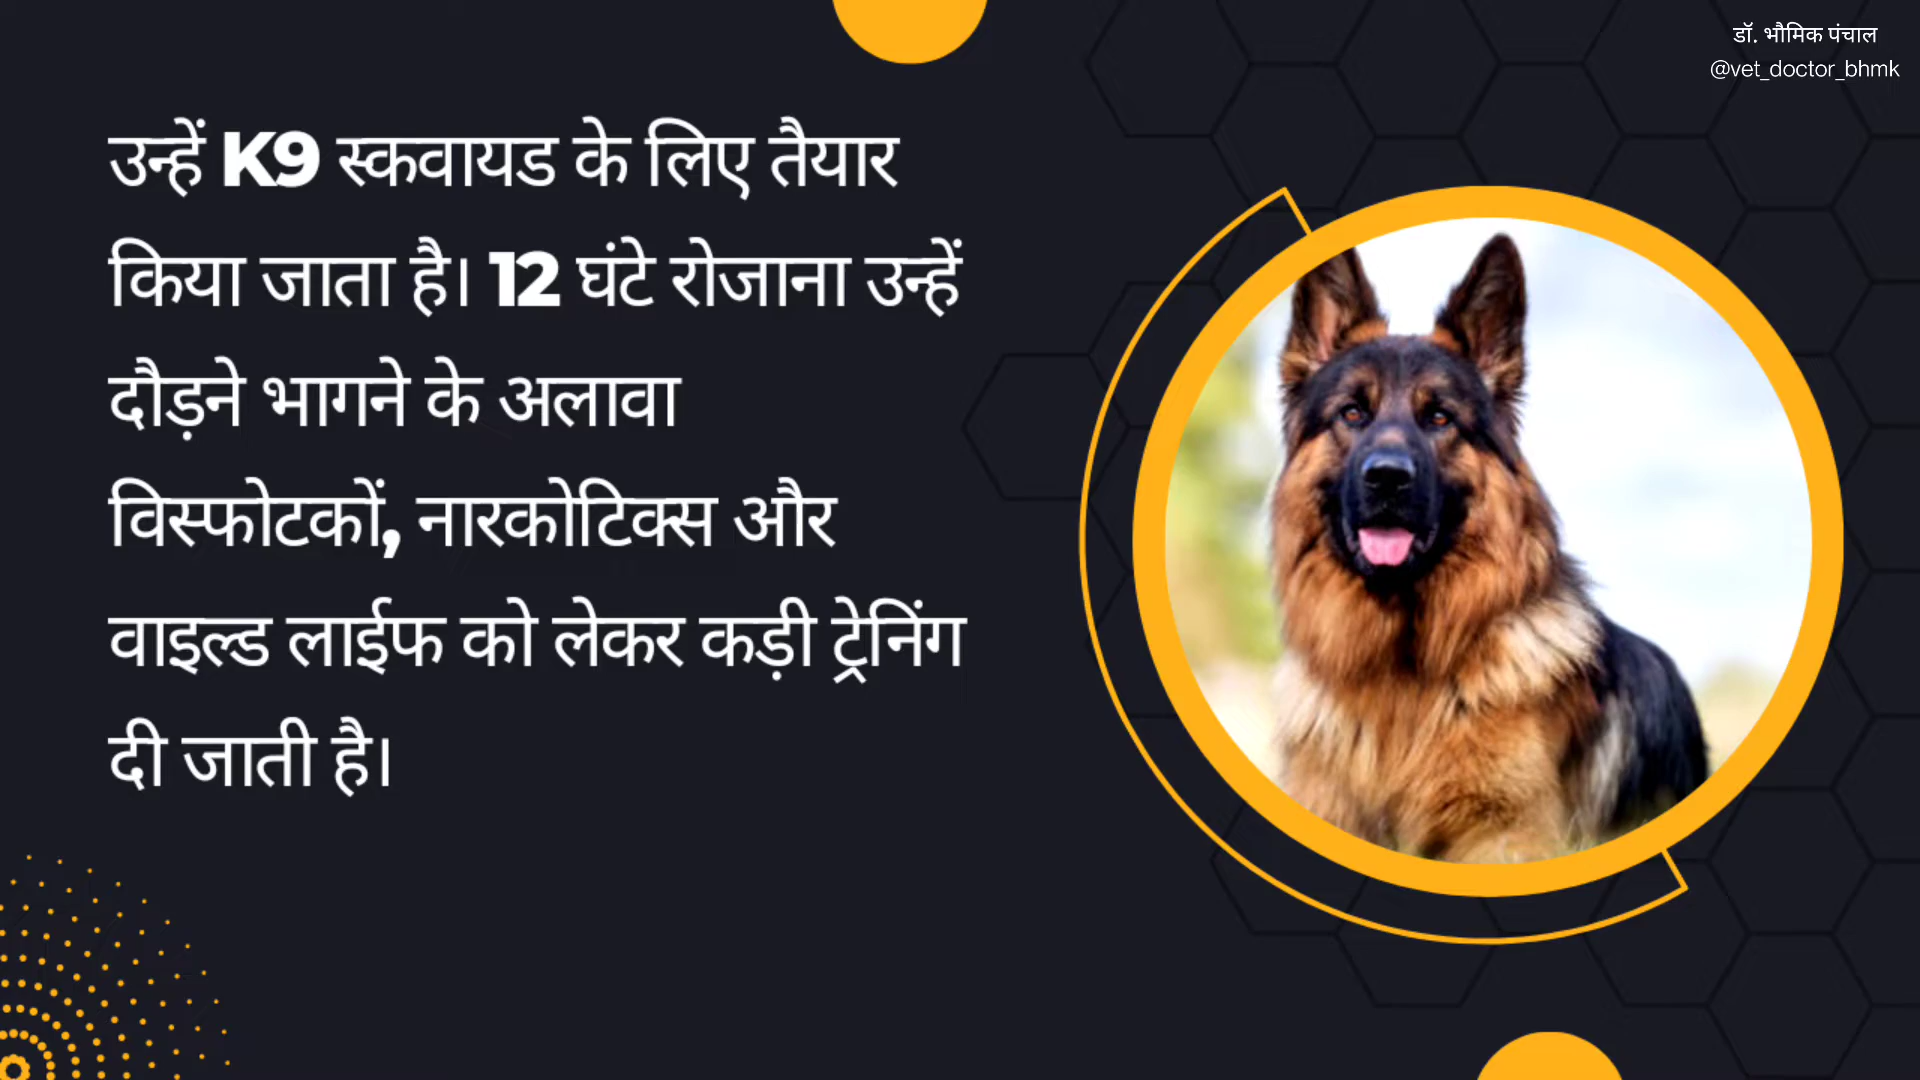 डॉ. भौमिक पंचाल
@vet_doctor_bhmk
उन्हें K9 स्कवायड के लिए तैयार
किया जाता है। 12 घंटे रोजाना उन्हें
दौड़ने भागने के अलावा
विस्फोटकों, नारकोटिक्स और
वाइल्ड लाईफ को लेकर कड़ी ट्रेनिंग
दी जाती है।